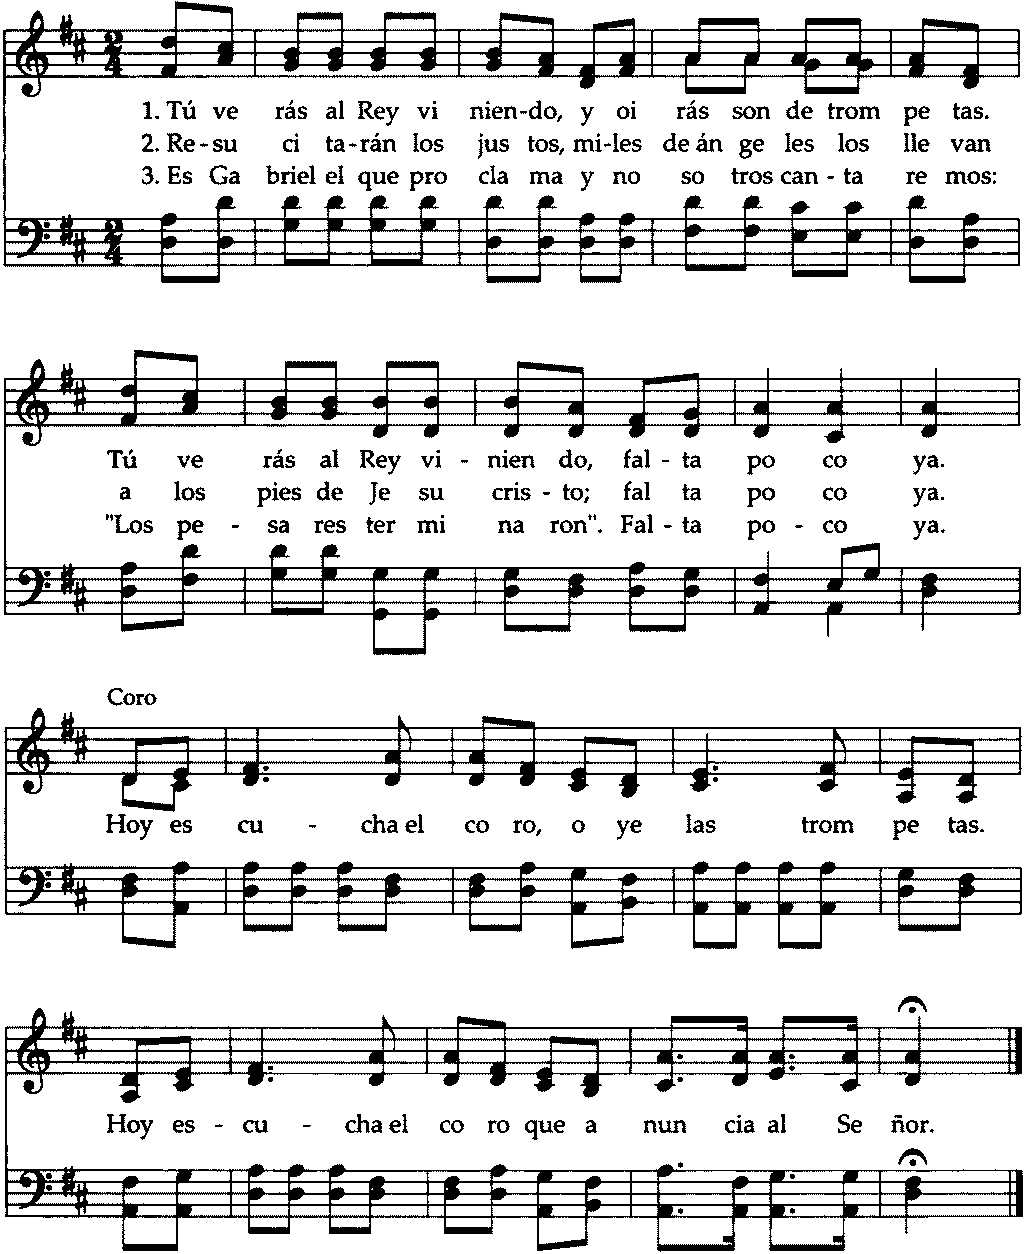 1. Tú ve rás al Rey vi nien-do, y oi rás son de trom pe tas.
2. Re-su ci ta-rán los jus tos, mi-les de án ge les los lle van
3. Es Ga briel el que pro cla ma y no so tros can-ta re mos:
Tú ve rás al Rey vi-nien do, fal-ta po co ya.
a los pies de Je su cris-to; fal ta po co ya.
"Los pe-sa res ter mi na ron". Fal-ta po-co ya.
Coro
Hoy es cu-cha el co ro, o ye las trom pe tas.
Hoy es-cu-cha el co ro que a nun cia al Se ñor.